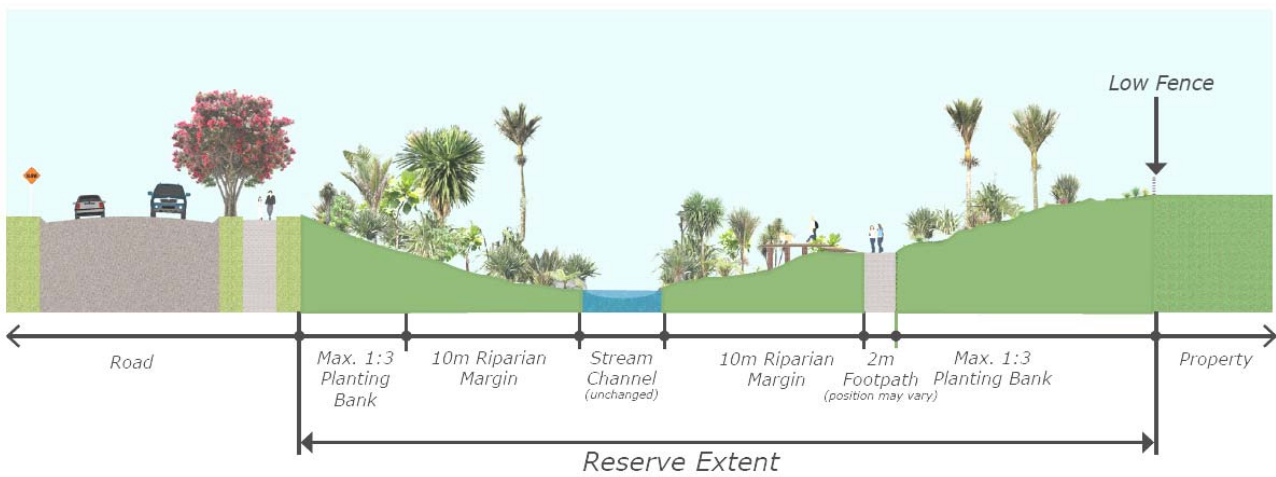 Low Fence
Road
Max. 1:3
Planting
Bank
10m Riparian
Margin
Stream
Channel
(unchanged)
10m Riparian
Margin
2m
Footpath
(position may vary)
Max. 1:3
Planting Bank
Property
Reserve Extent